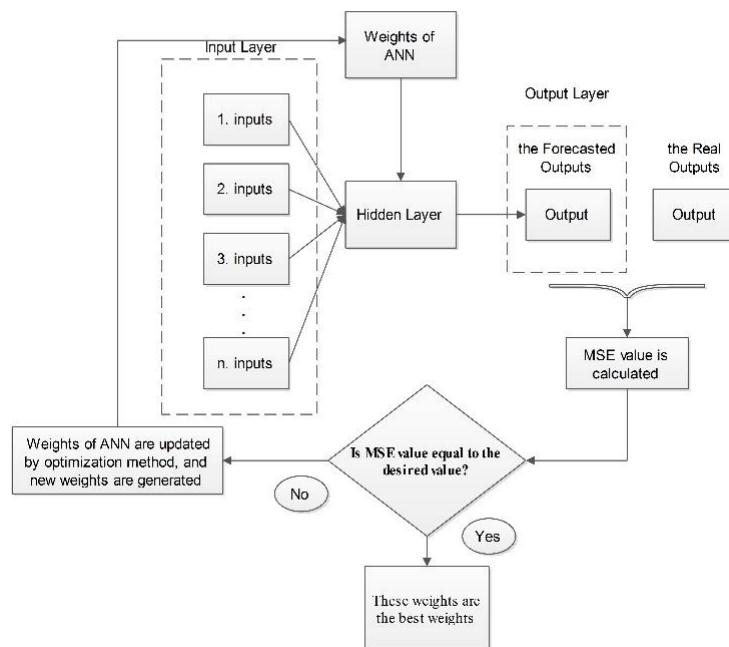 Weights of
ANN
Input Layer
Output Layer
1. inputs
the Forecasted
Outputs
the Real
Outputs
2. inputs
Hidden Layer
Output
Output
3. inputs
.
.
.
n. inputs
MSE value is
calculated
Is MSE value equal to the
desired value?
Weights of ANN are updated
by optimization method, and
new weights are generated
No
Yes
These weights are
the best weights